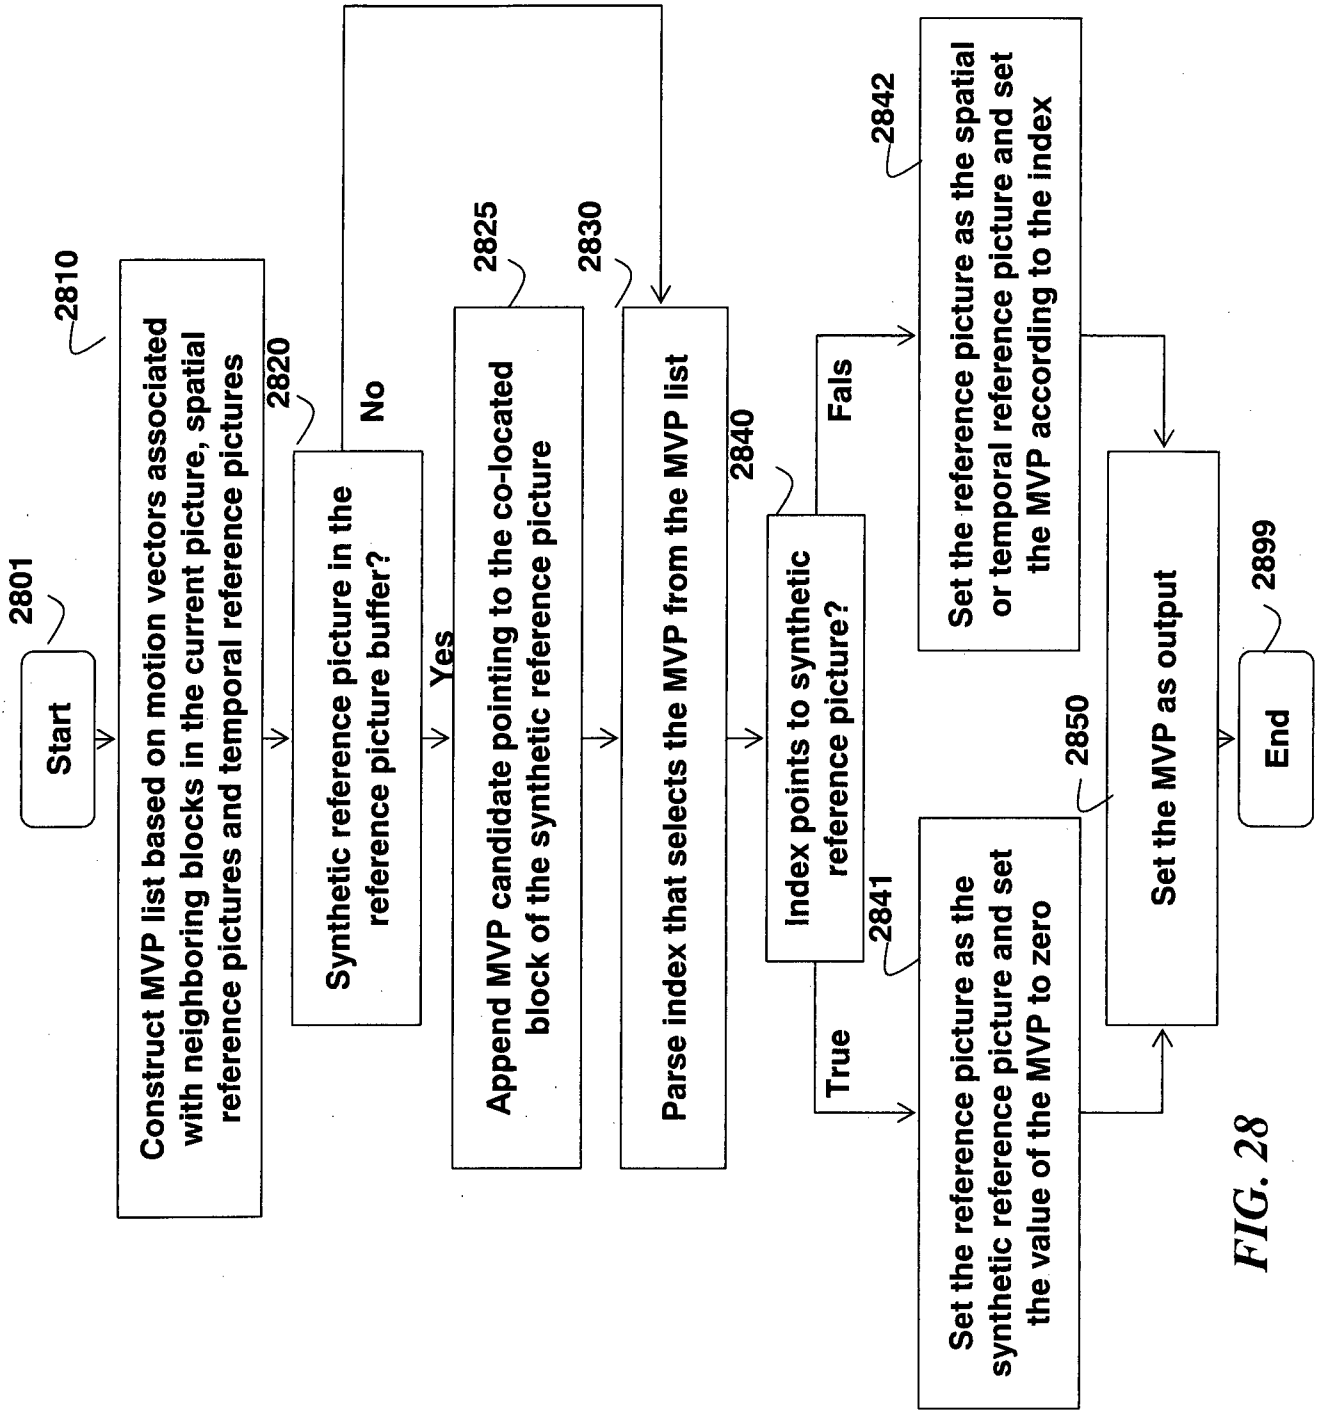 2801
Start
2810
Construct MVP list based on motion vectors associated
with neighboring blocks in the current picture, spatial
reference pictures and temporal reference pictures
2820
Synthetic reference picture in the
reference picture buffer?
No
Yes
2825
Append MVP candidate pointing to the co-located
block of the synthetic reference picture
2830
Parse index that selects the MVP from the MVP list
2840
Index points to synthetic
reference picture?
True
Fals
2841
Set the reference picture as the
synthetic reference picture and set
the value of the MVP to zero
2842
Set the reference picture as the spatial
or temporal reference picture and set
the MVP according to the index
2850
Set the MVP as output
2899
End
FIG. 28